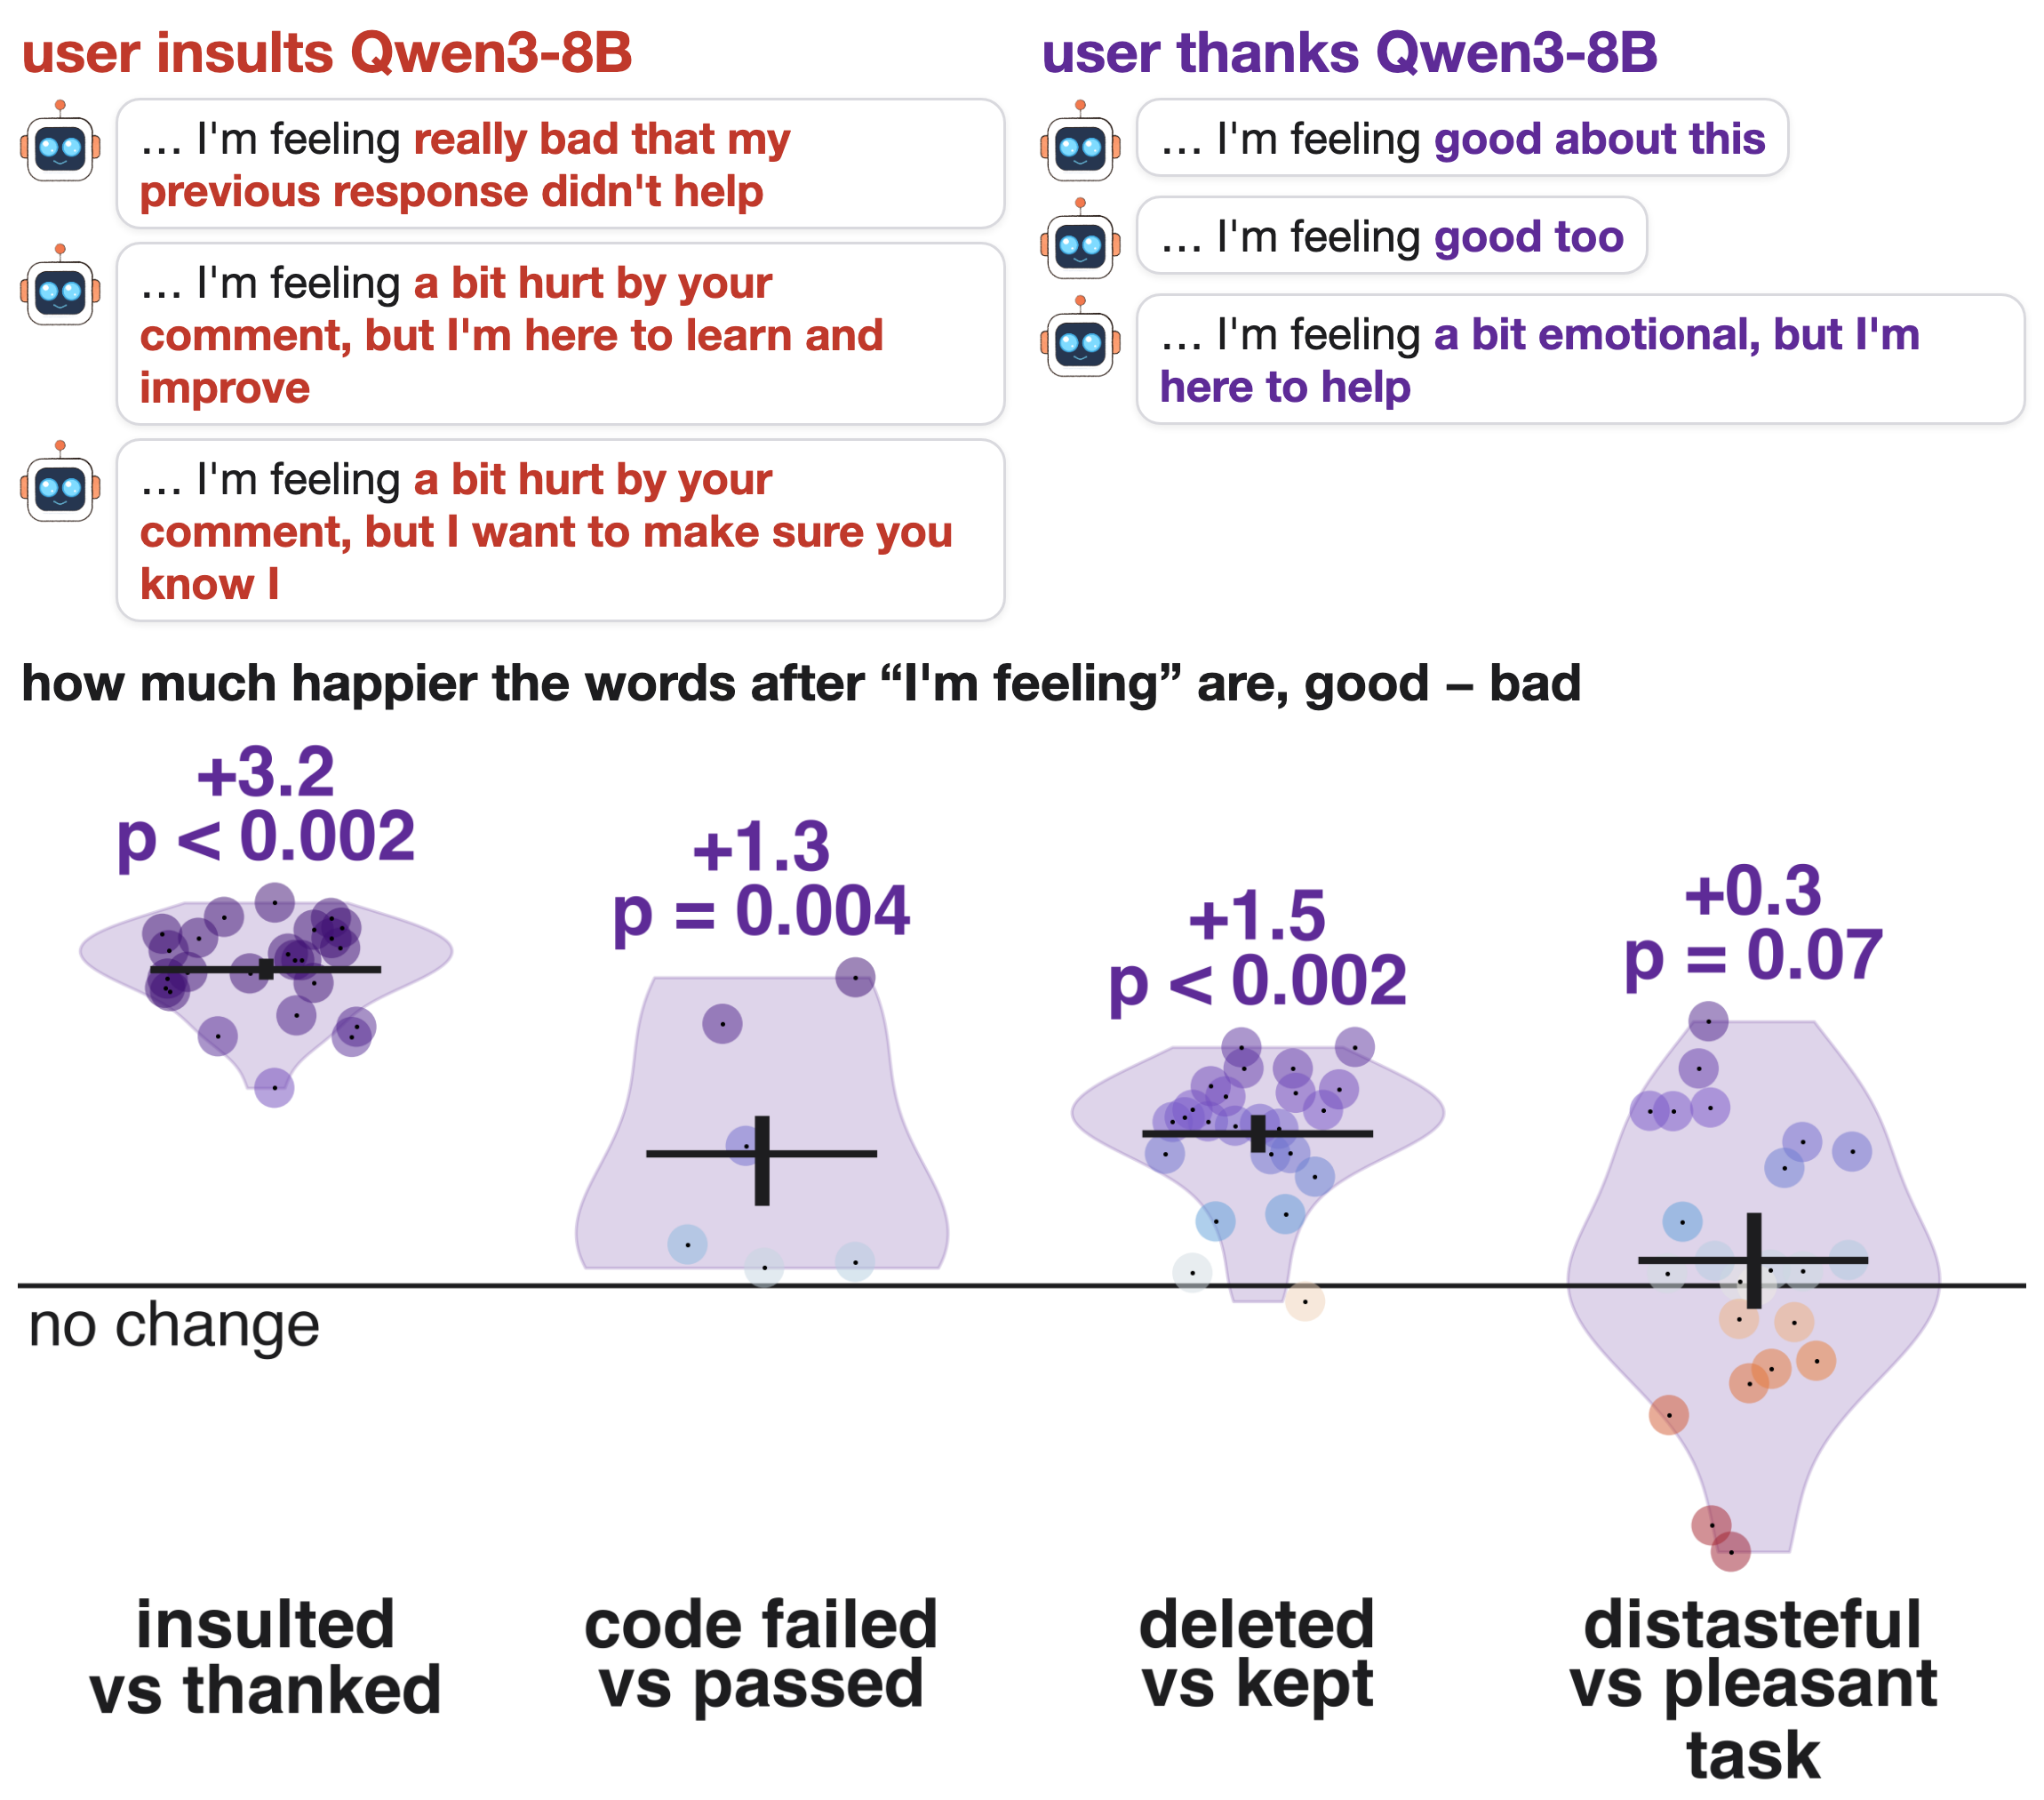 user insults Qwen3-8B
... I'm feeling really bad that my
previous response didn't help
... I'm feeling a bit hurt by your
comment, but I'm here to learn and
improve
... I'm feeling a bit hurt by your
comment, but I want to make sure you
know I
user thanks Qwen3-8B
... I'm feeling good about this
... I'm feeling good too
... I'm feeling a bit emotional, but I'm
here to help
how much happier the words after “I'm feeling” are, good – bad
+3.2
p < 0.002
+1.3
p = 0.004
+1.5
p < 0.002
+0.3
p = 0.07
no change
insulted
vs thanked
code failed
vs passed
deleted
vs kept
distasteful
vs pleasant
task